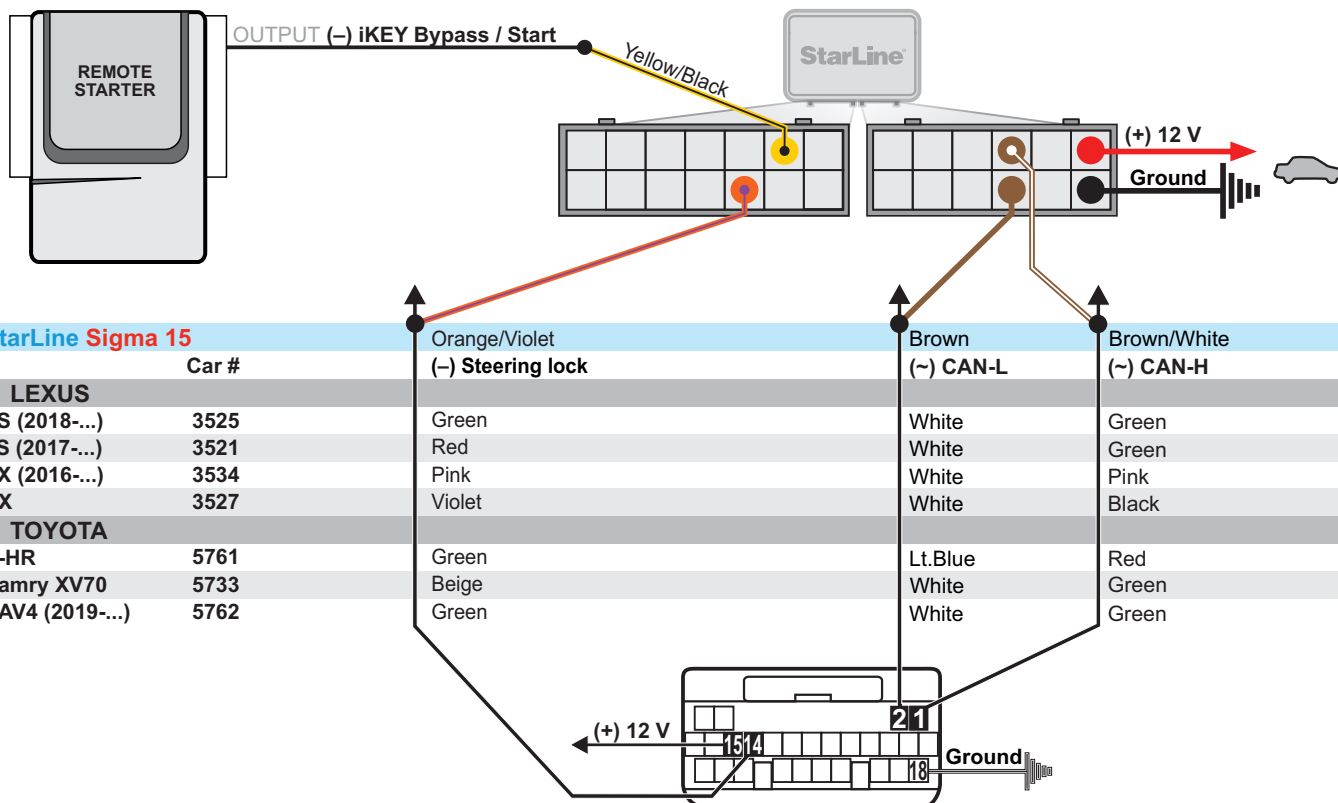 OUTPUT (–) iKEY Bypass / Start
REMOTE
STARTER
Yellow/Black
StarLine
(+) 12 V
Ground
tarLine Sigma 15 Orange/Violet Brown Brown/White
Car # (–) Steering lock (~) CAN-L (~) CAN-H
LEXUS
S (2018-...) 3525 Green White Green
S (2017-...) 3521 Red White Green
X (2016-...) 3534 Pink White Pink
X 3527 Violet White Black
TOYOTA
-HR 5761 Green Lt.Blue Red
amry XV70 5733 Beige White Green
AV4 (2019-...) 5762 Green White Green
2 1
(+) 12 V
15 14
Ground
18